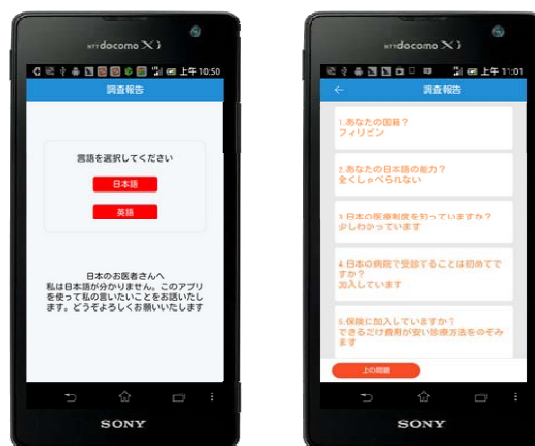 NTT docomo Xi
上午10:50
調査報告
言語を選択してください
日本語
英語
日本のお医者さんへ
私は日本語が分かりません。このアプリ
を使って私の言いたいことをお話いたし
ます。どうぞよろしくお願いいたします
SONY
NTT docomo Xi
上午11:01
← 調査報告
1.あなたの国籍？
フィリピン
2.あなたの日本語の能力？
全くしゃべられない
3.日本の医療制度を知っていますか？
少しわかっています
4.日本の病院で受診することは初めてで
すか？
加入しています
5.保険に加入していますか？
できるだけ費用が安い診療方法をのぞみ
ます
上の問題
SONY